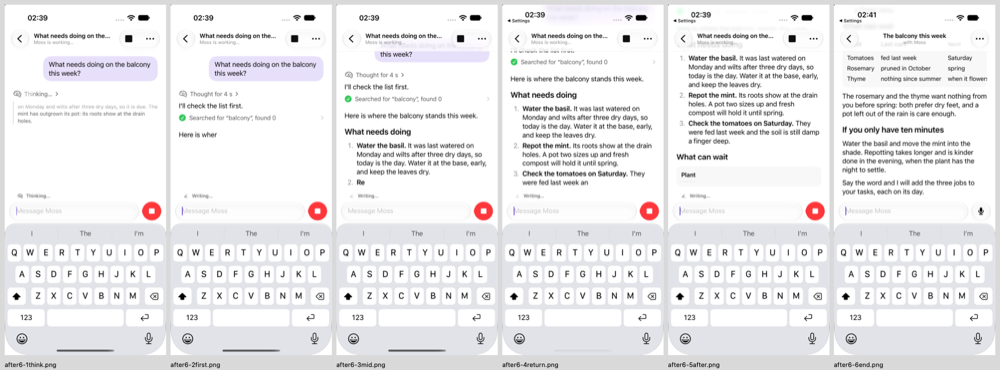 02:39
What needs doing on the...
Moss is working...
What needs doing on the balcony
this week?
Thinking...
on Monday and wilts after three dry days, so it is due. The
mint has outgrown its pot: its roots show at the drain
holes.
Thinking...
Message Moss
I
The
I'm
Q W E R T Y U I O P
A S D F G H J K L
Z X C V B N M
123
after6-1think.png
02:39
What needs doing on the...
Moss is working...
What needs doing on the balcony
this week?
Thought for 4 s
I'll check the list first.
Searched for "balcony", found 0
Here is wher
Writing...
Message Moss
I
The
I'm
Q W E R T Y U I O P
A S D F G H J K L
Z X C V B N M
123
after6-2first.png
02:39
What needs doing on the...
Moss is working...
this week?
Thought for 4 s
I'll check the list first.
Searched for "balcony", found 0
Here is where the balcony stands this week.
What needs doing
1. Water the basil. It was last watered on
Monday and wilts after three dry days, so
today is the day. Water it at the base, early,
and keep the leaves dry.
2. Re
Writing...
Message Moss
I
The
I'm
Q W E R T Y U I O P
A S D F G H J K L
Z X C V B N M
123
after6-3mid.png
02:39
Settings
What needs doing on the...
Moss is working...
I'll check the list first.
Searched for "balcony", found 0
Here is where the balcony stands this week.
What needs doing
1. Water the basil. It was last watered on
Monday and wilts after three dry days, so
today is the day. Water it at the base, early,
and keep the leaves dry.
2. Repot the mint. Its roots show at the drain
holes. A pot two sizes up and fresh
compost will hold it until spring.
3. Check the tomatoes on Saturday. They
were fed last week an
Writing...
Message Moss
I
The
I'm
Q W E R T Y U I O P
A S D F G H J K L
Z X C V B N M
123
after6-4return.png
02:39
Settings
What needs doing on the...
Moss is working...
1. Water the basil. It was last watered on
Monday and wilts after three dry days, so
today is the day. Water it at the base, early,
and keep the leaves dry.
2. Repot the mint. Its roots show at the drain
holes. A pot two sizes up and fresh
compost will hold it until spring.
3. Check the tomatoes on Saturday. They
were fed last week and the soil is still damp
a finger deep.
What can wait
Plant
Writing...
Message Moss
I
The
I'm
Q W E R T Y U I O P
A S D F G H J K L
Z X C V B N M
123
after6-5after.png
02:41
Settings
The balcony this week
with Moss
Tomatoes fed last week Saturday
Rosemary pruned in October spring
Thyme nothing since summer when it flowers
The rosemary and the thyme want nothing from
you before spring: both prefer dry feet, and a
pot left out of the rain is care enough.
If you only have ten minutes
Water the basil and move the mint into the
shade. Repotting takes longer and is kinder
done in the evening, when the plant has the
night to settle.
Say the word and I will add the three jobs to
your tasks, each on its day.
Message Moss
I
The
I'm
Q W E R T Y U I O P
A S D F G H J K L
Z X C V B N M
123
after6-6end.png